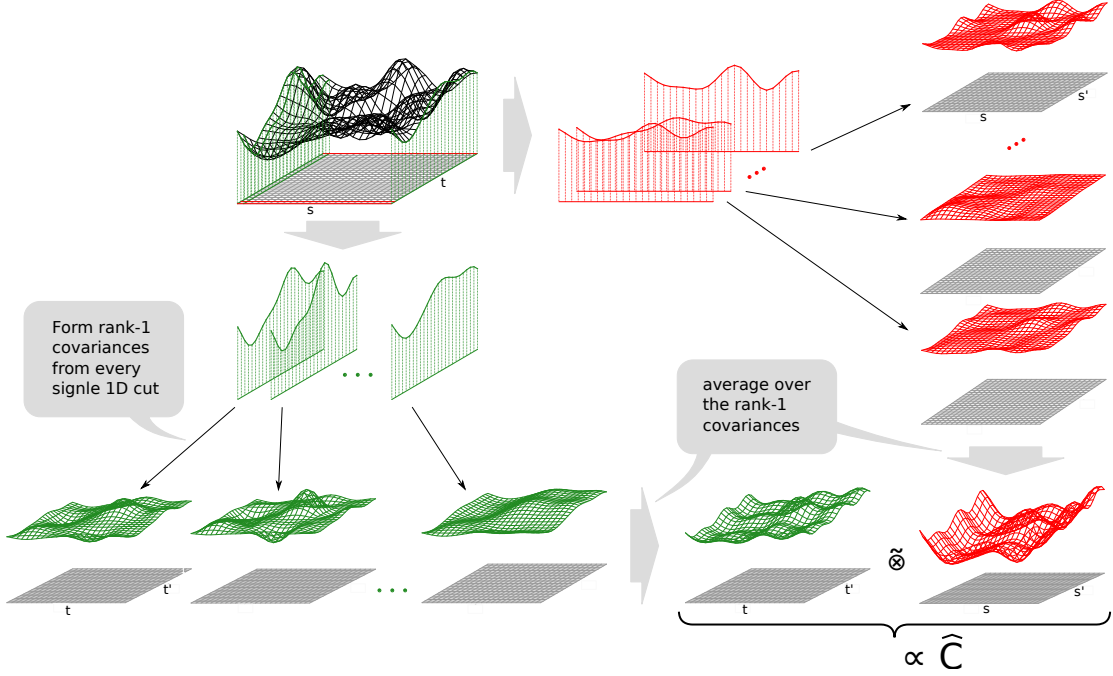 s'
s
t
s
Form rank-1
covariances
from every
signle 1D cut
average over
the rank-1
covariances
t'
t
⊗̃
t'
t
s'
s
∝ Ĉ